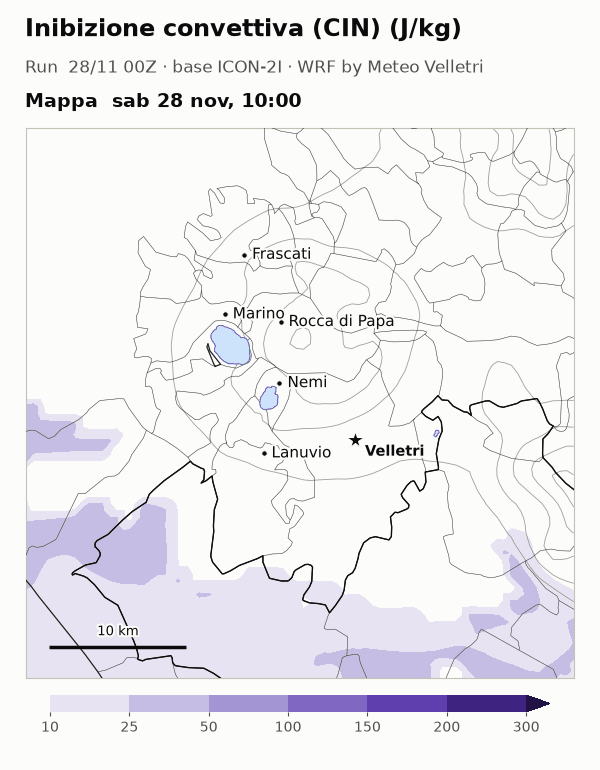 Inibizione convettiva (CIN) (J/kg)
Run  28/11 00Z · base ICON-2I · WRF by Meteo Velletri
Mappa  sab 28 nov, 10:00
Frascati
Marino
Rocca di Papa
Nemi
Velletri
Lanuvio
10 km
10 25 50 100 150 200 300